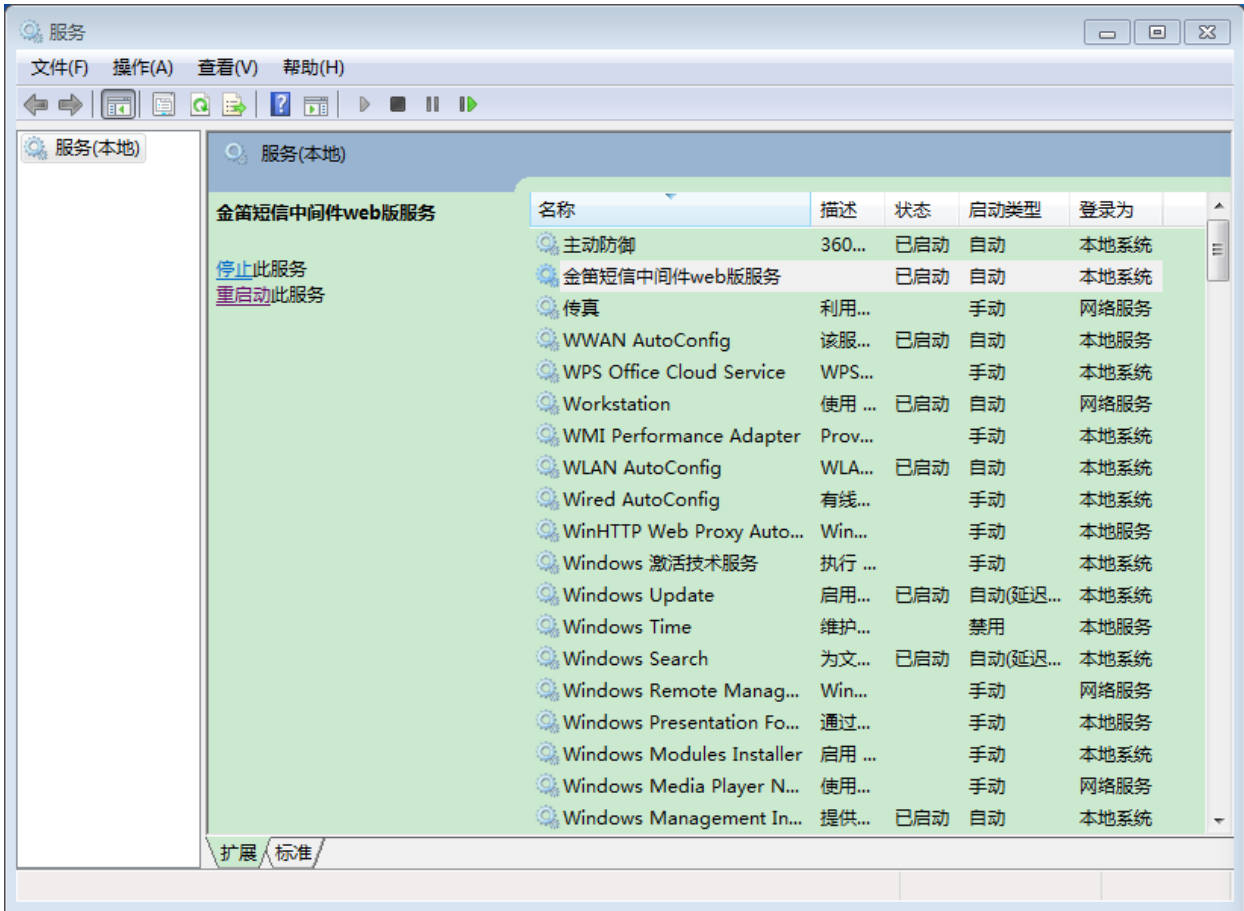 服务
文件(F) 操作(A) 查看(V) 帮助(H)
服务(本地)
服务(本地)
金笛短信中间件web版服务
停止此服务
重启动此服务
名称 描述 状态 启动类型 登录为
主动防御 360... 已启动 自动 本地系统
金笛短信中间件web版服务 已启动 自动 本地系统
传真 利用... 手动 网络服务
WWAN AutoConfig 该服... 已启动 自动 本地服务
WPS Office Cloud Service WPS... 手动 本地系统
Workstation 使用 ... 已启动 自动 网络服务
WMI Performance Adapter Prov... 手动 本地系统
WLAN AutoConfig WLA... 已启动 自动 本地系统
Wired AutoConfig 有线... 手动 本地系统
WinHTTP Web Proxy Auto... Win... 手动 本地服务
Windows 激活技术服务 执行 ... 手动 本地系统
Windows Update 启用... 已启动 自动(延迟... 本地系统
Windows Time 维护... 禁用 本地服务
Windows Search 为文... 已启动 自动(延迟... 本地系统
Windows Remote Manag... Win... 手动 网络服务
Windows Presentation Fo... 通过... 手动 本地服务
Windows Modules Installer 启用 ... 手动 本地系统
Windows Media Player N... 使用... 手动 网络服务
Windows Management In... 提供... 已启动 自动 本地系统
扩展 标准